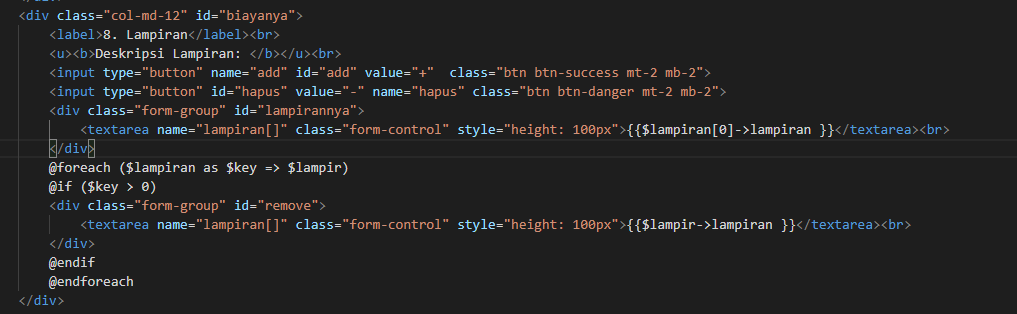 <div class="col-md-12" id="biayanya">
<label>8. Lampiran</label><br>
<u><b>Deskripsi Lampiran: </b></u><br>
<input type="button" name="add" id="add" value="+"  class="btn btn-success mt-2 mb-2">
<input type="button" id="hapus" value="-" name="hapus" class="btn btn-danger mt-2 mb-2">
<div class="form-group" id="lampirannya">
<textarea name="lampiran[]" class="form-control" style="height: 100px">{{$lampiran[0]->lampiran }}</textarea><br>
</div>
@foreach ($lampiran as $key => $lampir)
@if ($key > 0)
<div class="form-group" id="remove">
<textarea name="lampiran[]" class="form-control" style="height: 100px">{{$lampir->lampiran }}</textarea><br>
</div>
@endif
@endforeach
</div>